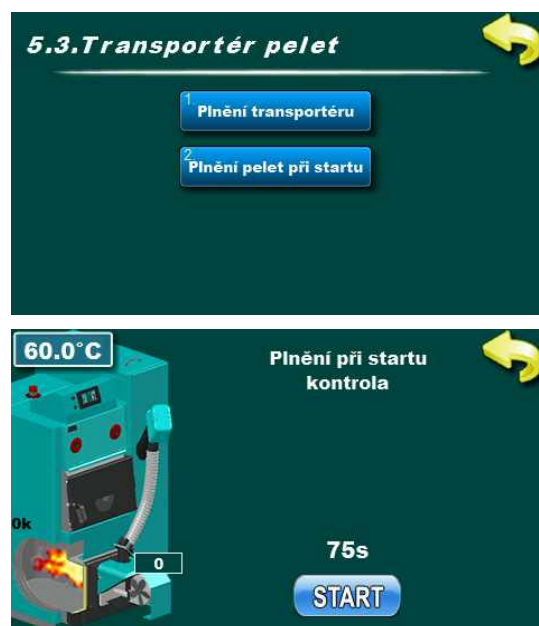 5.3.Transportér pelet
1.
Plnění transportéru
2.
Plnění pelet při startu
60.0°C
Plnění při startu
kontrola
0k
0
75s
START